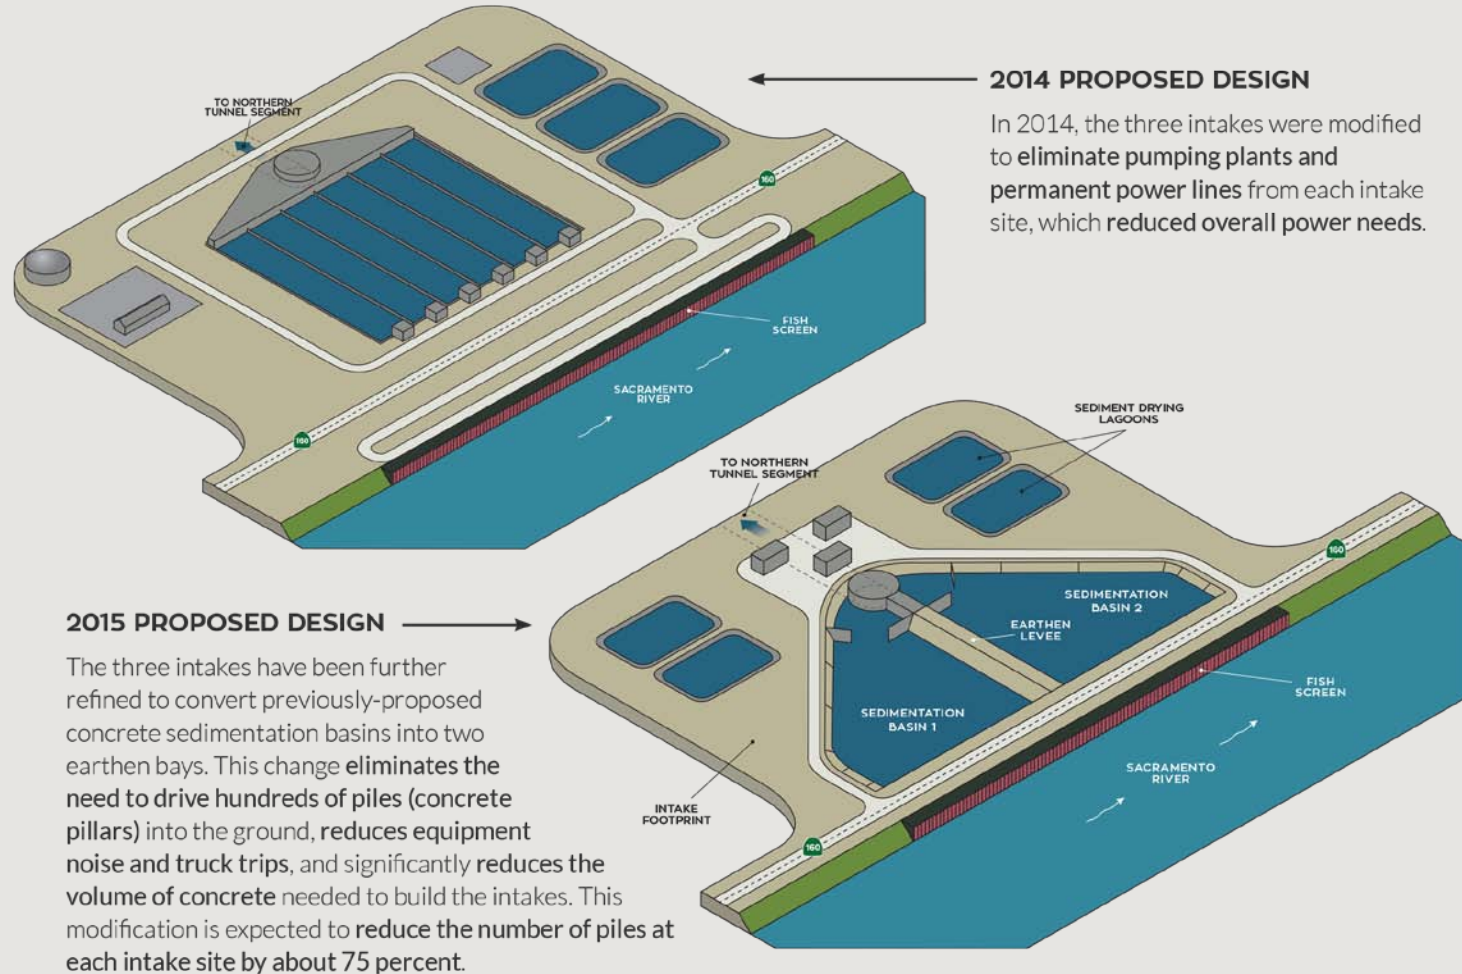 2014 PROPOSED DESIGN
In 2014, the three intakes were modified
to eliminate pumping plants and
permanent power lines from each intake
site, which reduced overall power needs.
TO NORTHERN
TUNNEL SEGMENT
160
FISH
SCREEN
SACRAMENTO
RIVER
160
2015 PROPOSED DESIGN
The three intakes have been further
refined to convert previously-proposed
concrete sedimentation basins into two
earthen bays. This change eliminates the
need to drive hundreds of piles (concrete
pillars) into the ground, reduces equipment
noise and truck trips, and significantly reduces the
volume of concrete needed to build the intakes. This
modification is expected to reduce the number of piles at
each intake site by about 75 percent.
SEDIMENT DRYING
LAGOONS
TO NORTHERN
TUNNEL SEGMENT
160
SEDIMENTATION
BASIN 2
EARTHEN
LEVEE
FISH
SCREEN
SEDIMENTATION
BASIN 1
SACRAMENTO
RIVER
INTAKE
FOOTPRINT
160